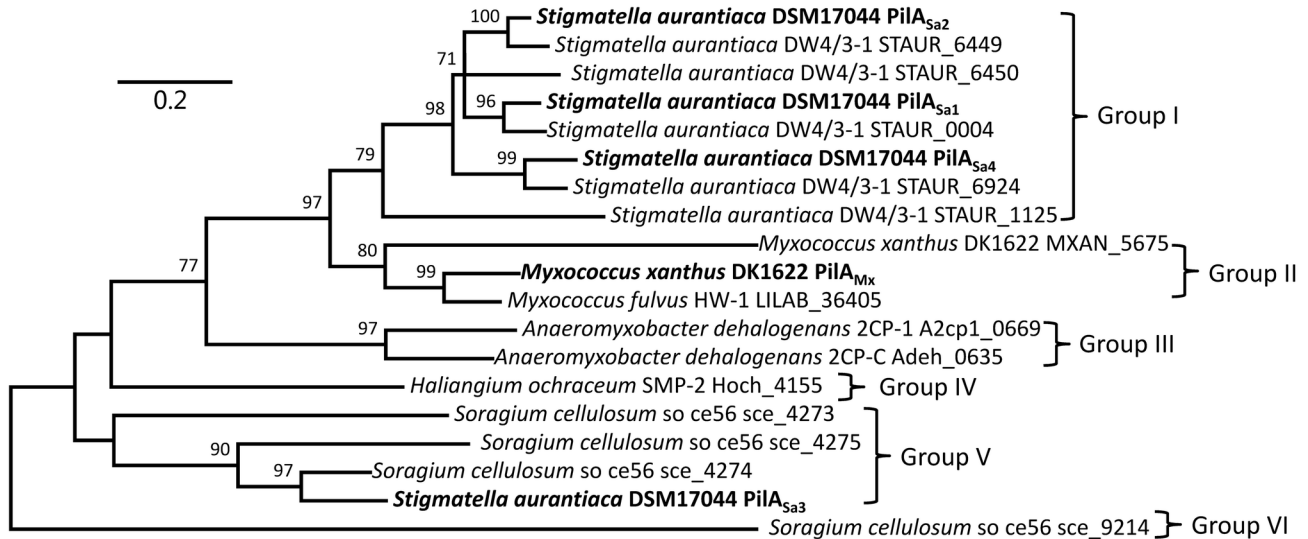 100 Stigmatella aurantiaca DSM17044 PilASa2
Stigmatella aurantiaca DW4/3-1 STAUR_6449
71
Stigmatella aurantiaca DW4/3-1 STAUR_6450
0.2
96 Stigmatella aurantiaca DSM17044 PilASa1
98
Group I
Stigmatella aurantiaca DW4/3-1 STAUR_0004
79
99 Stigmatella aurantiaca DSM17044 PilASa4
Stigmatella aurantiaca DW4/3-1 STAUR_6924
97
Stigmatella aurantiaca DW4/3-1 STAUR_1125
80
Myxococcus xanthus DK1622 MXAN_5675
77
99 Myxococcus xanthus DK1622 PilAMx
Group II
Myxococcus fulvus HW-1 LILAB_36405
97
Anaeromyxobacter dehalogenans 2CP-1 A2cp1_0669
Group III
Anaeromyxobacter dehalogenans 2CP-C Adeh_0635
Haliangium ochraceum SMP-2 Hoch_4155
Group IV
Soragium cellulosum so ce56 sce_4273
90
Soragium cellulosum so ce56 sce_4275
Group V
97
Soragium cellulosum so ce56 sce_4274
Stigmatella aurantiaca DSM17044 PilASa3
Soragium cellulosum so ce56 sce_9214
Group VI